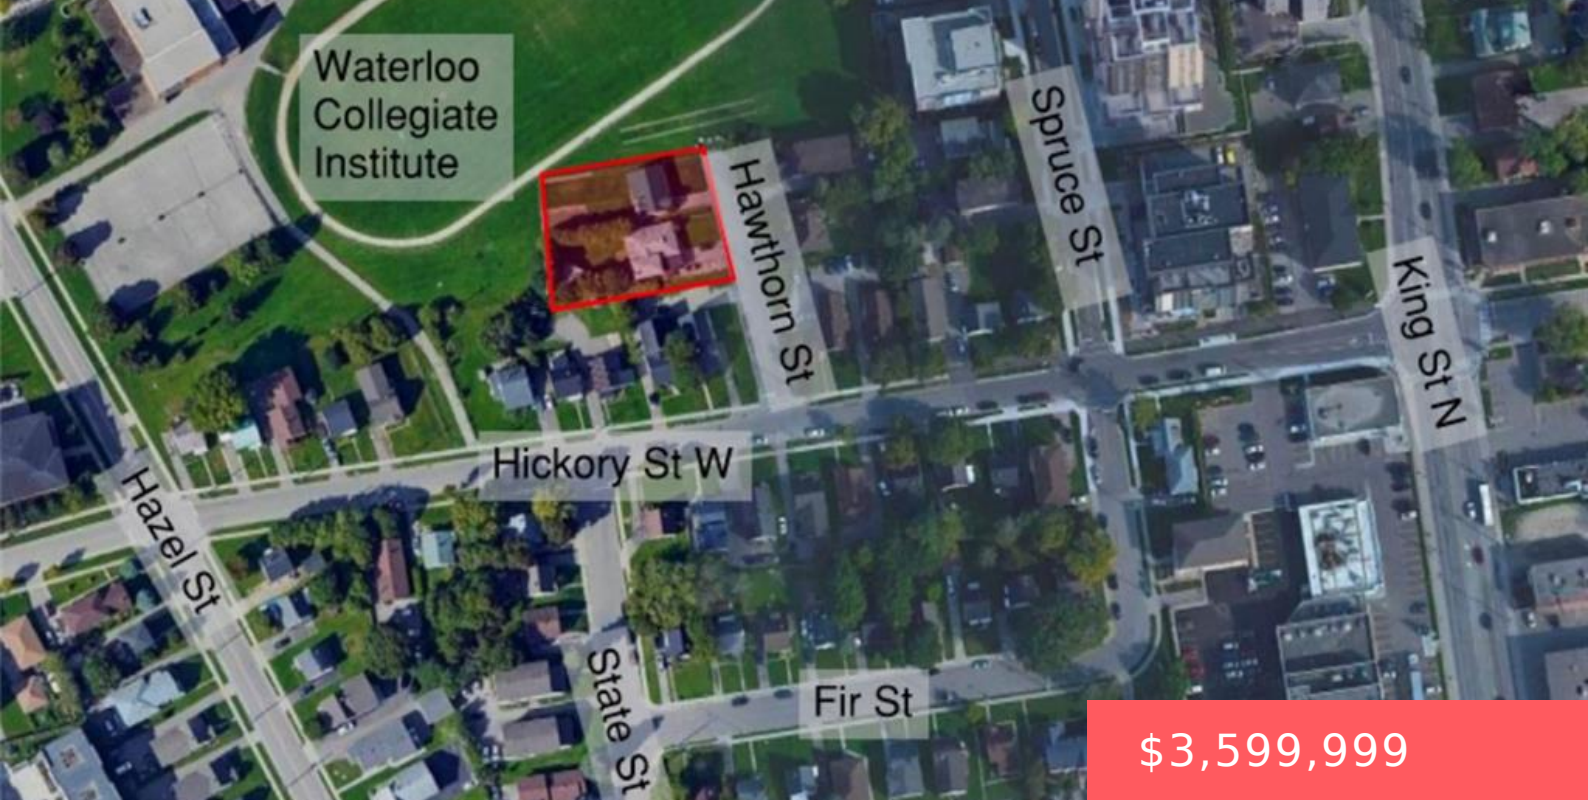 Waterloo
Collegiate
Institute
Hawthorn St
Spruce St
King St N
Hickory St W
Hazel St
State St
Fir St
$3,599,999